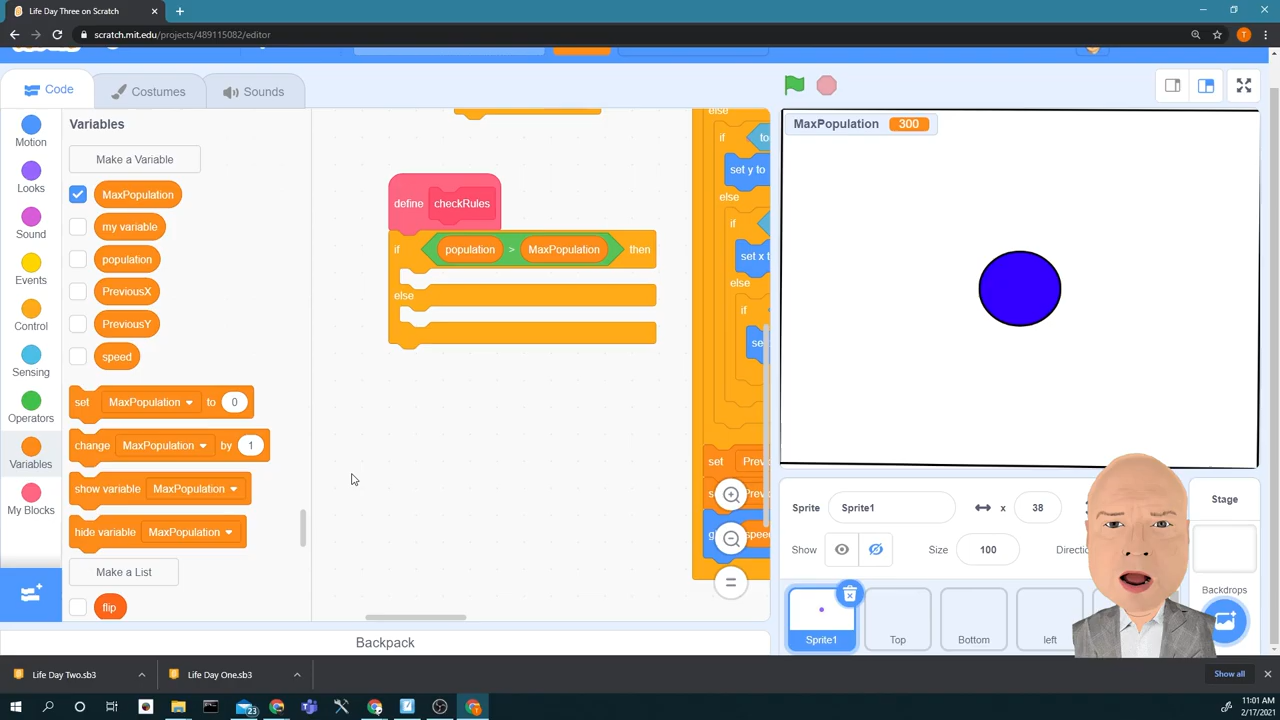 Life Day Three on Scratch
scratch.mit.edu/projects/489115082/editor
Code
Costumes
Sounds
Motion
Looks
Sound
Events
Control
Sensing
Operators
Variables
My Blocks
Variables
Make a Variable
MaxPopulation
my variable
population
PreviousX
PreviousY
speed
set MaxPopulation to 0
change MaxPopulation by 1
show variable MaxPopulation
hide variable MaxPopulation
Make a List
flip
define checkRules
if population > MaxPopulation then
else
else
if to
set y to
else
if
set x t
else
if
se
set Prev
MaxPopulation 300
Sprite Sprite1 x 38
Show Size 100
Sprite1
Top
Bottom
left
Stage
Backdrops
Backpack
Life Day Two.sb3
Life Day One.sb3
Show all
23
11:01 AM
2/17/2021